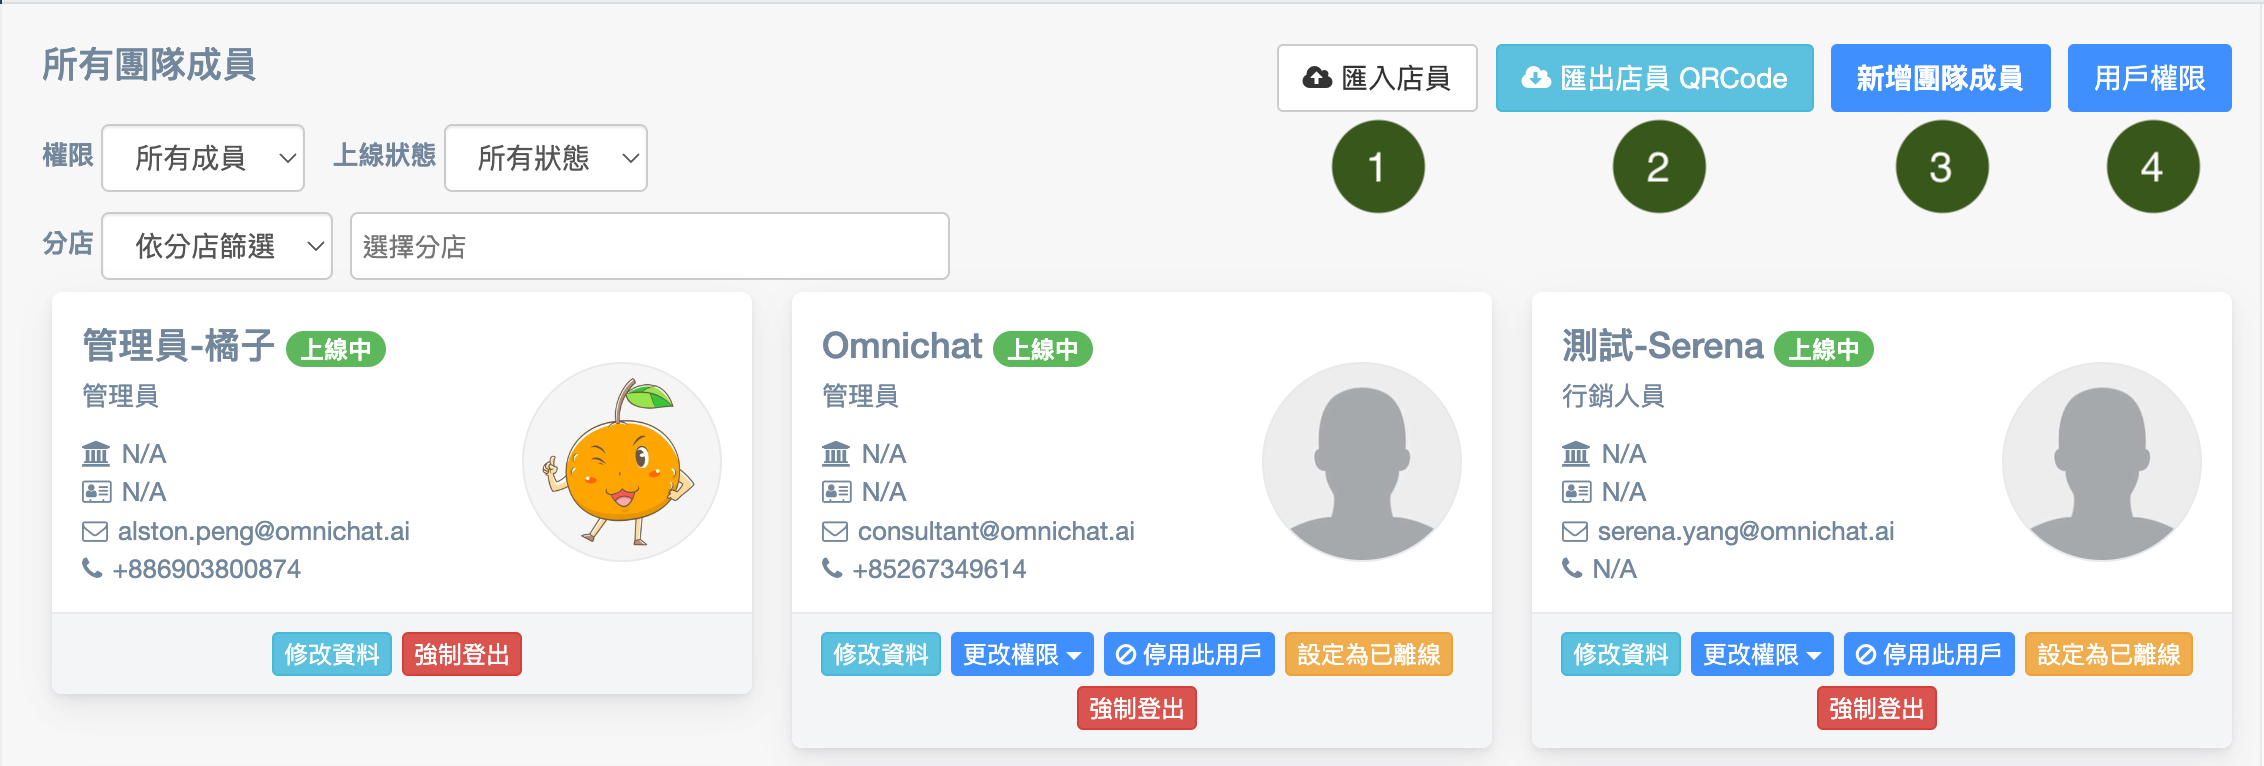 所有團隊成員
匯入店員 匯出店員 QRCode 新增團隊成員 用戶權限
1 2 3 4
權限 所有成員 上線狀態 所有狀態
分店 依分店篩選 選擇分店
管理員-橘子 上線中
管理員
N/A
N/A
alston.peng@omnichat.ai
+886903800874
修改資料 強制登出
Omnichat 上線中
管理員
N/A
N/A
consultant@omnichat.ai
+85267349614
修改資料 更改權限 停用此用戶 設定為已離線
強制登出
測試-Serena 上線中
行銷人員
N/A
N/A
serena.yang@omnichat.ai
N/A
修改資料 更改權限 停用此用戶 設定為已離線
強制登出